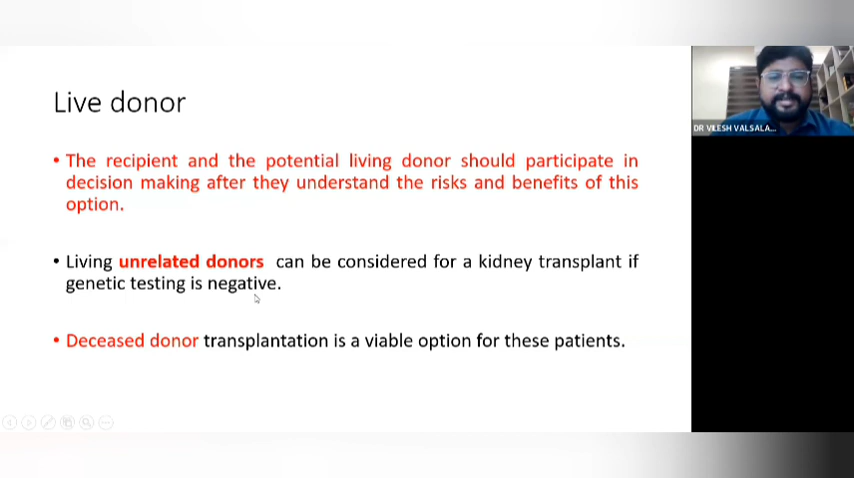 Live donor
• The recipient and the potential living donor should participate in
decision making after they understand the risks and benefits of this
option.
• Living unrelated donors can be considered for a kidney transplant if
genetic testing is negative.
• Deceased donor transplantation is a viable option for these patients.
DR VILESH VALSALA...